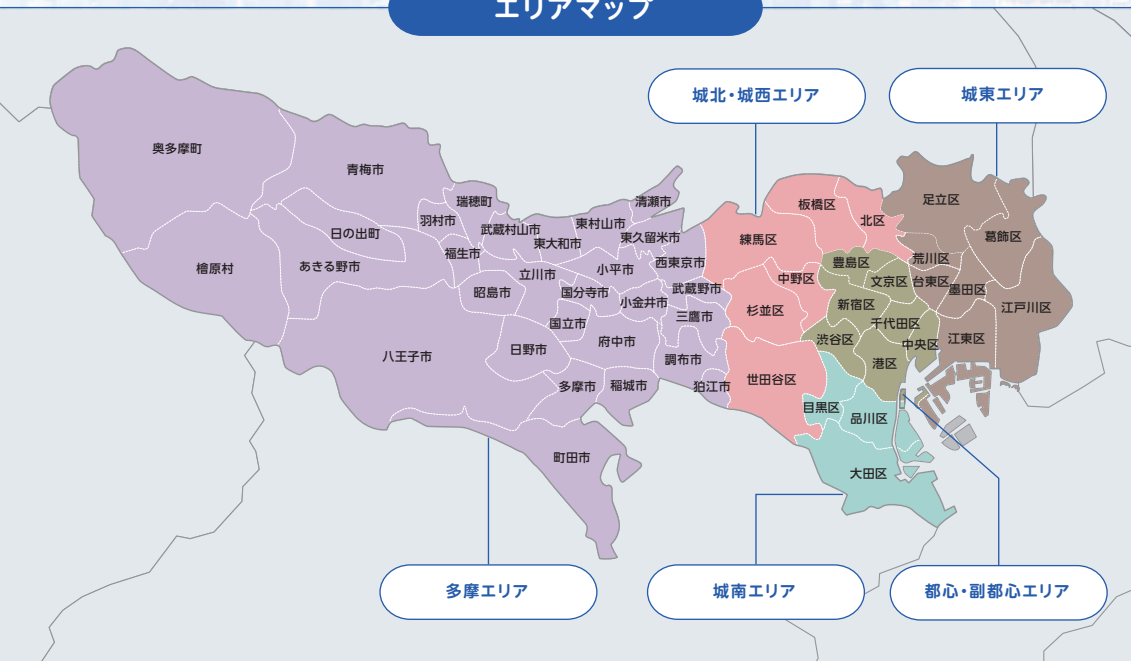 エリアマップ
城北・城西エリア
城東エリア
奥多摩町
青梅市
瑞穂町
清瀬市
板橋区
北区
足立区
羽村市
武蔵村山市
東村山市
日の出町
東大和市
東久留米市
練馬区
葛飾区
福生市
檜原村
あきる野市
立川市
小平市
西東京市
豊島区
荒川区
昭島市
国分寺市
武蔵野市
中野区
文京区
台東区
墨田区
小金井市
杉並区
新宿区
江戸川区
国立市
三鷹市
千代田区
八王子市
日野市
府中市
渋谷区
中央区
江東区
調布市
港区
多摩市
稲城市
狛江市
世田谷区
目黒区
品川区
町田市
大田区
多摩エリア
城南エリア
都心・副都心エリア